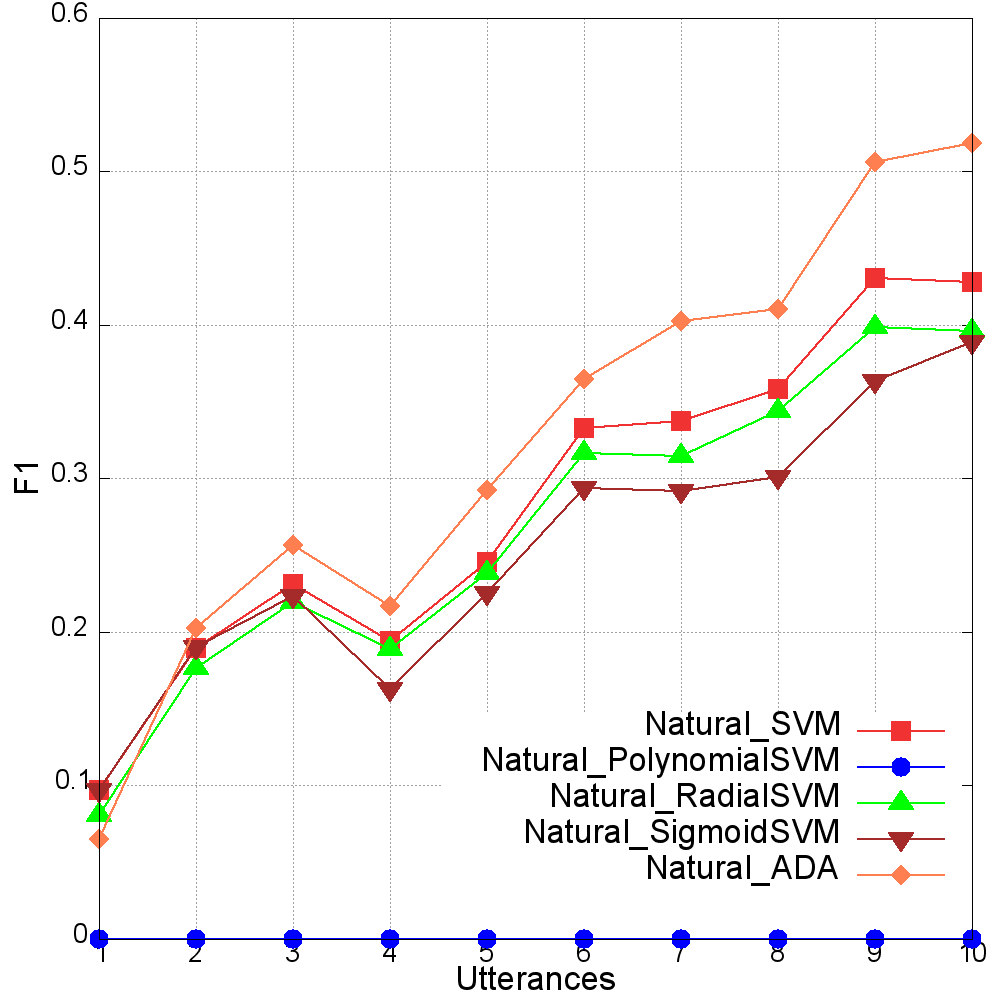 0.6
0.5
0.4
0.3
0.2
0.1
0
F1
1 2 3 4 5 6 7 8 9 10
Utterances
Natural_SVM
Natural_PolynomialSVM
Natural_RadialSVM
Natural_SigmoidSVM
Natural_ADA